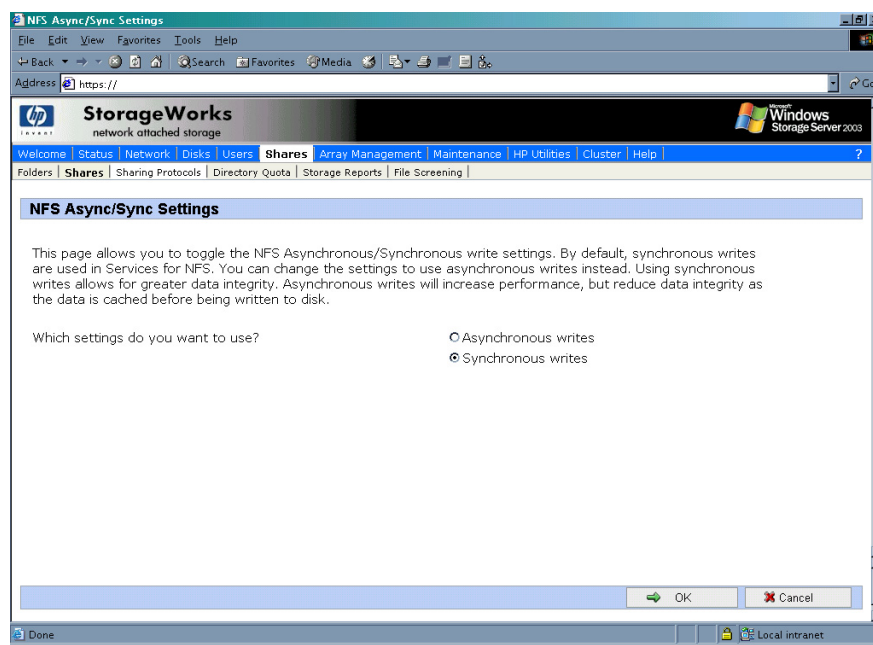 NFS Async/Sync Settings
File Edit View Favorites Tools Help
Back Search Favorites Media
Address https:// Go
hp StorageWorks Microsoft Windows
invent network attached storage Storage Server 2003
Welcome | Status | Network | Disks | Users | Shares | Array Management | Maintenance | HP Utilities | Cluster | Help | ?
Folders | Shares | Sharing Protocols | Directory Quota | Storage Reports | File Screening |
NFS Async/Sync Settings
This page allows you to toggle the NFS Asynchronous/Synchronous write settings. By default, synchronous writes
are used in Services for NFS. You can change the settings to use asynchronous writes instead. Using synchronous
writes allows for greater data integrity. Asynchronous writes will increase performance, but reduce data integrity as
the data is cached before being written to disk.
Which settings do you want to use? Asynchronous writes
Synchronous writes
OK Cancel
Done Local intranet